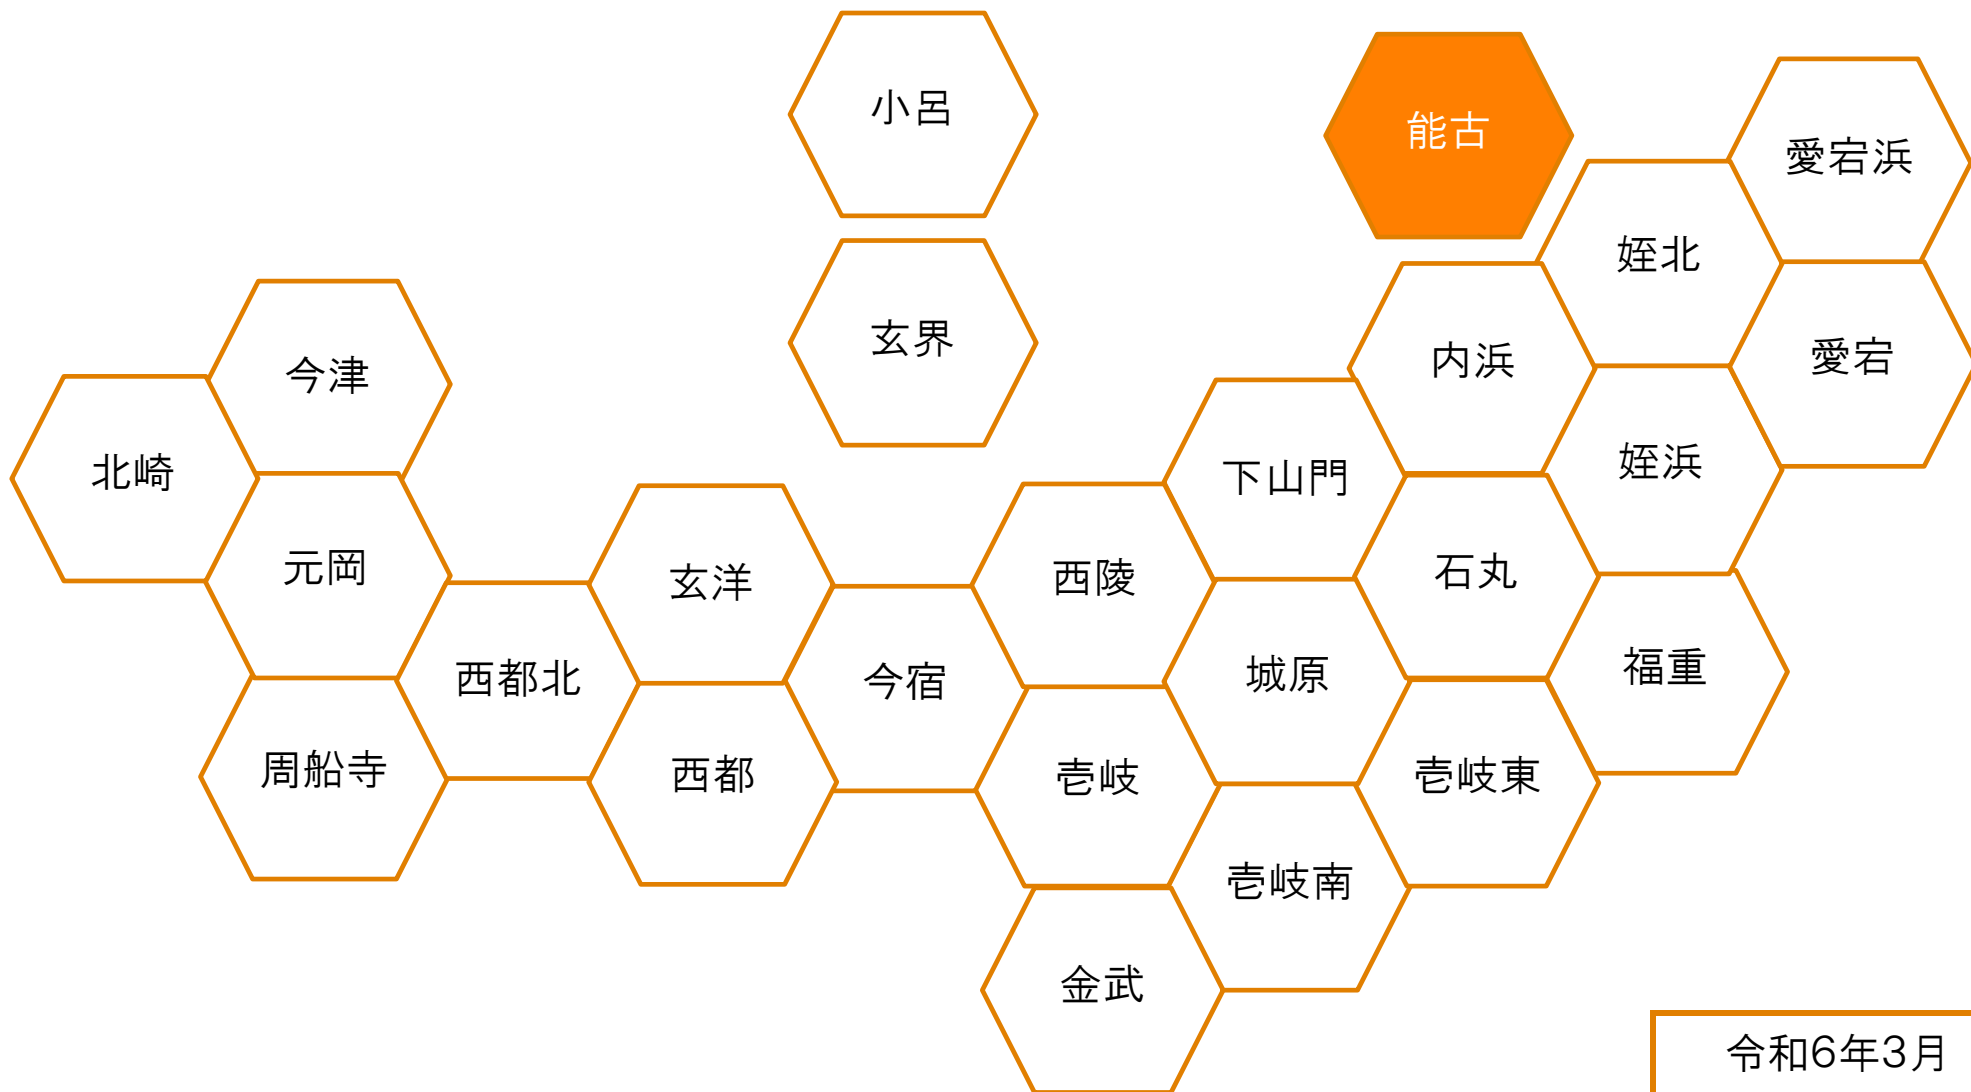 小呂
能古
愛宕浜
姪北
玄界
内浜
愛宕
今津
北崎
下山門
姪浜
元岡
玄洋
西陵
石丸
西都北
今宿
城原
福重
周船寺
西都
壱岐
壱岐東
壱岐南
金武
令和6年3月